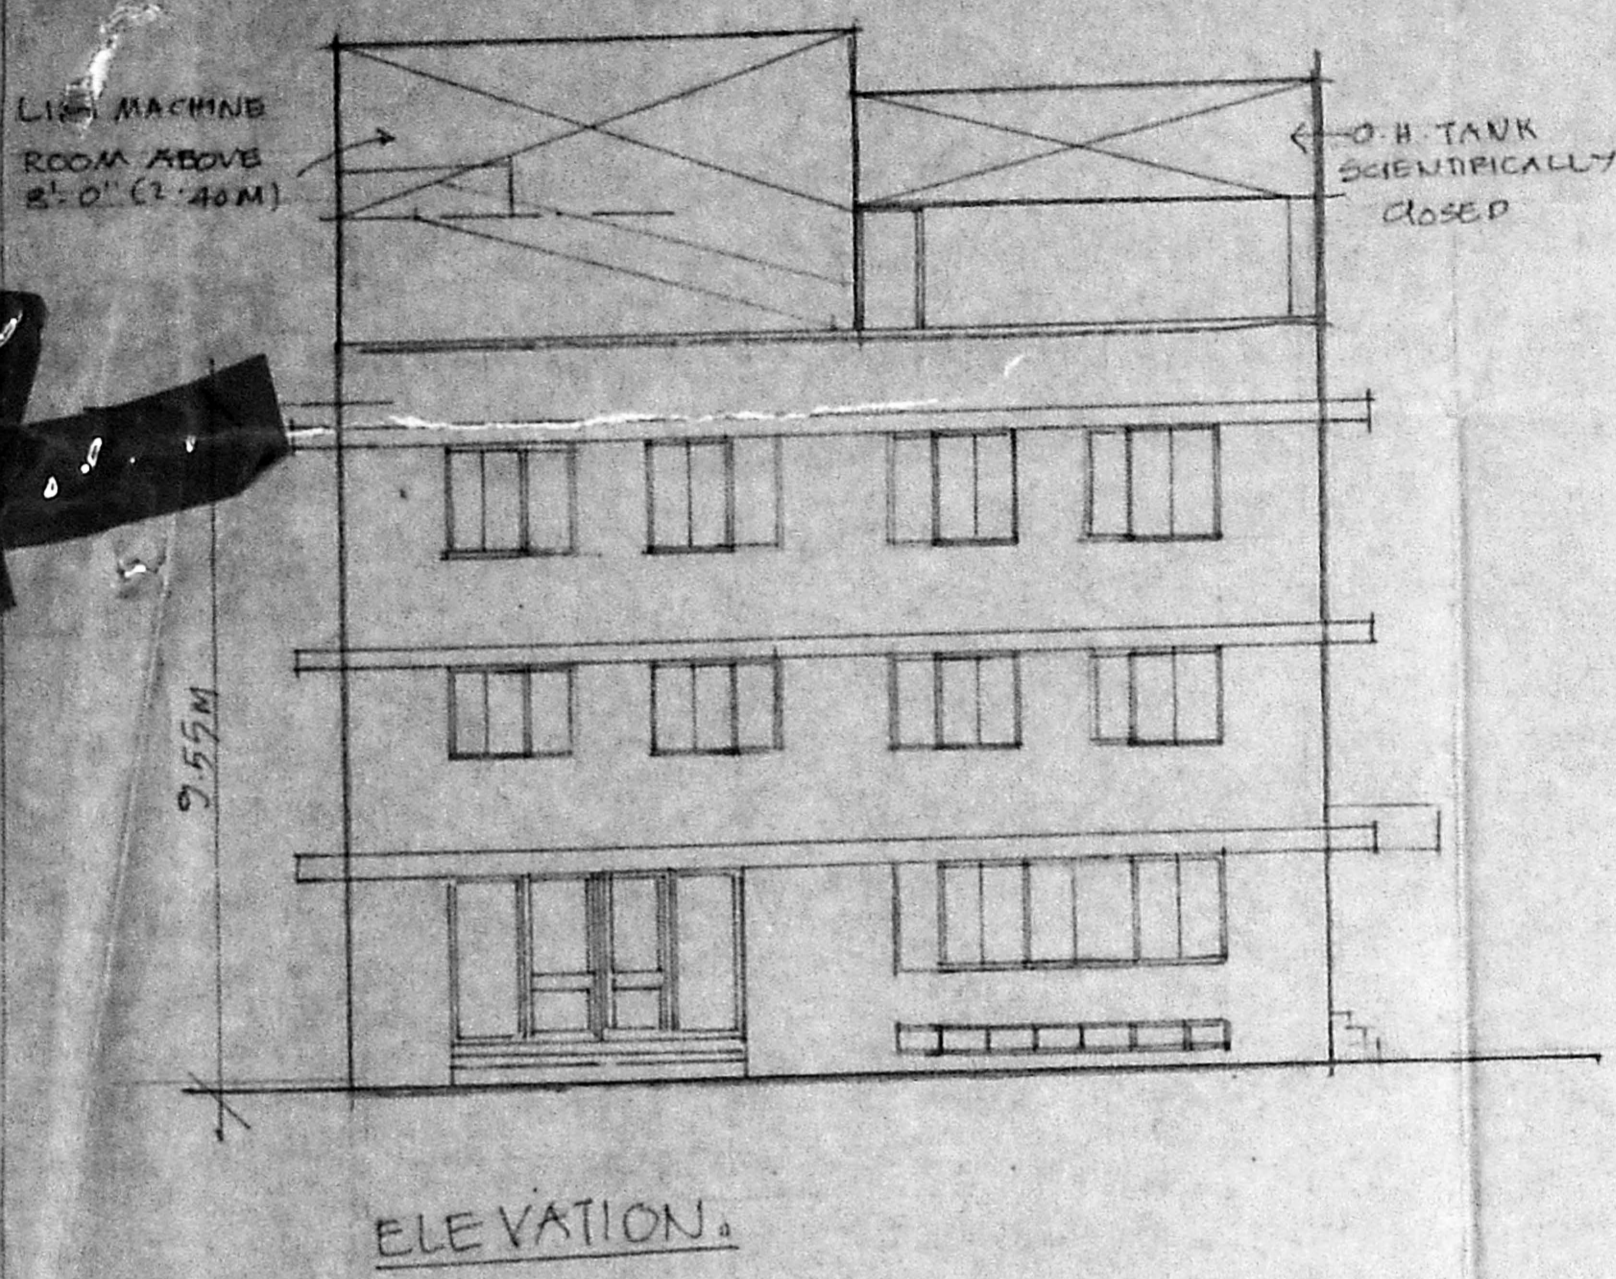 MACHINE
ROOM ABOVE
8'-0" (2.40M)
O.H. TANK
SCIENTIFICALLY
CLOSED
9.55M
ELEVATION.